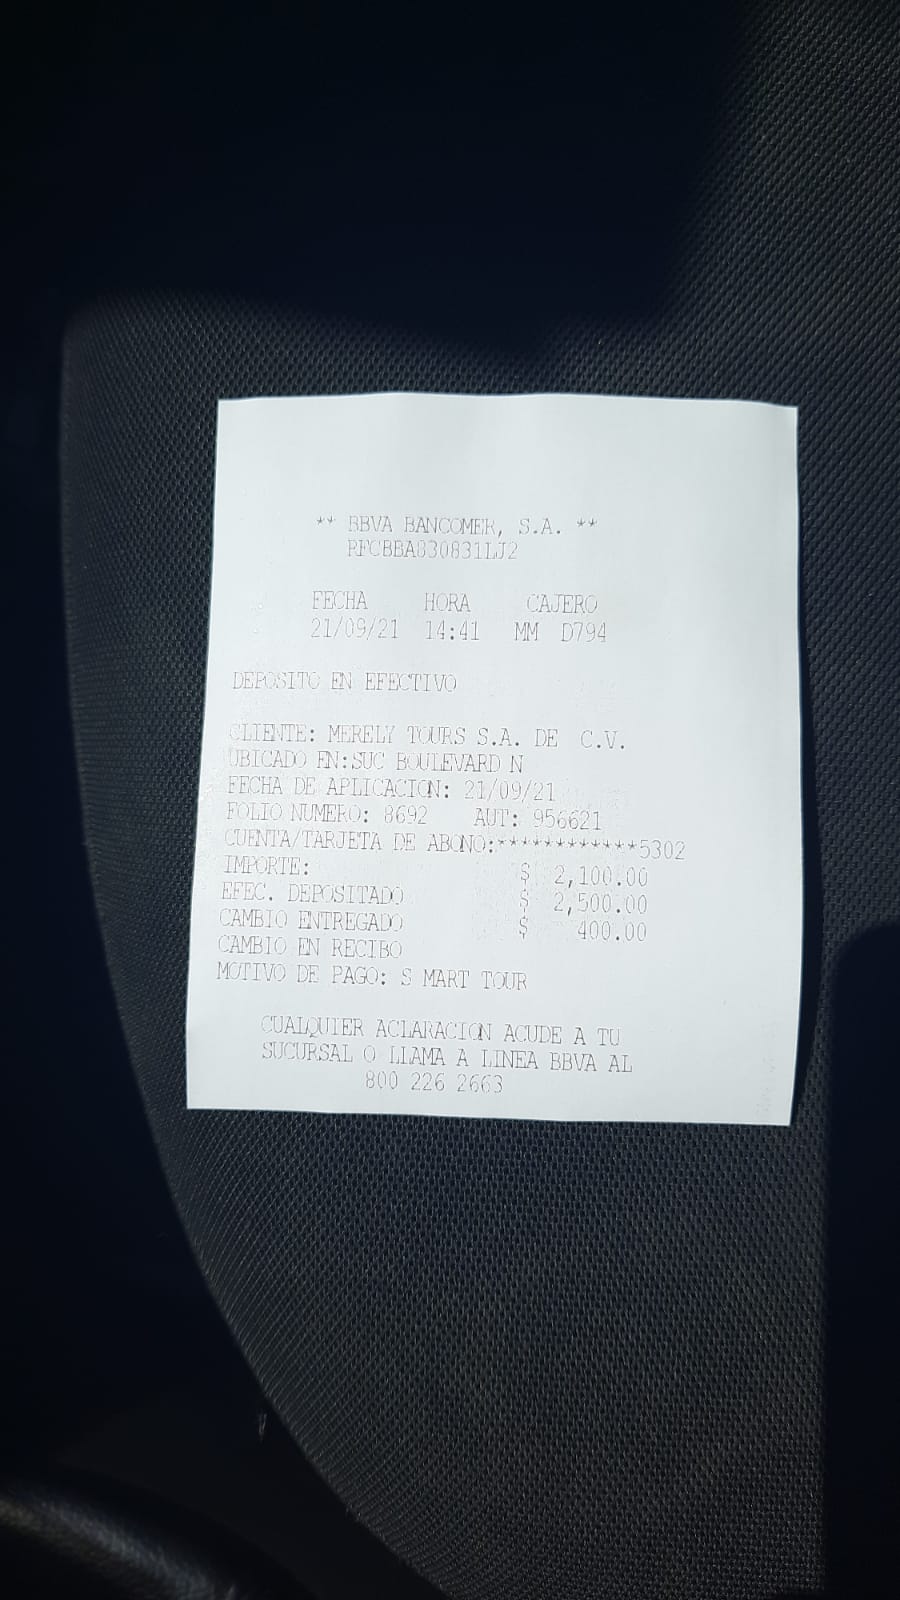 ** BBVA BANCOMER, S.A. **
RFCBBA830831LJ2
FECHA HORA CAJERO
21/09/21 14:41 MM D794
DEPOSITO EN EFECTIVO
CLIENTE: MERELY TOURS S.A. DE C.V.
UBICADO EN:SUC BOULEVARD N
FECHA DE APLICACION: 21/09/21
FOLIO NUMERO: 8692 AUT: 956621
CUENTA/TARJETA DE ABONO:************5302
IMPORTE: $ 2,100.00
EFEC. DEPOSITADO $ 2,500.00
CAMBIO ENTREGADO $ 400.00
CAMBIO EN RECIBO
MOTIVO DE PAGO: S MART TOUR
CUALQUIER ACLARACION ACUDE A TU
SUCURSAL O LLAMA A LINEA BBVA AL
800 226 2663